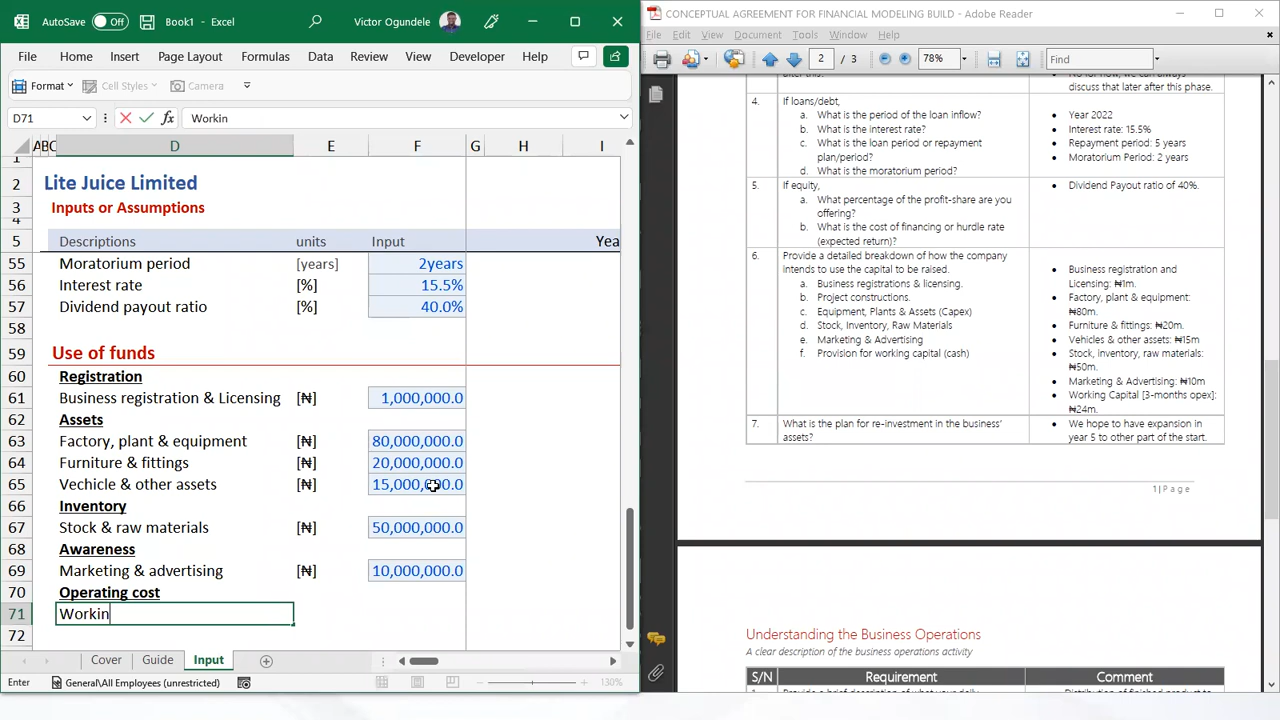 AutoSave Off Book1 - Excel Victor Ogundele
File Home Insert Page Layout Formulas Data Review View Developer Help
Format Cell Styles Camera
D71 fx Workin
A B C D E F G H I
1
2 Lite Juice Limited
3 Inputs or Assumptions
4
5 Descriptions units Input Yea
55 Moratorium period [years] 2years
56 Interest rate [%] 15.5%
57 Dividend payout ratio [%] 40.0%
58
59 Use of funds
60 Registration
61 Business registration & Licensing [₦] 1,000,000.0
62 Assets
63 Factory, plant & equipment [₦] 80,000,000.0
64 Furniture & fittings [₦] 20,000,000.0
65 Vechicle & other assets [₦] 15,000,000.0
66 Inventory
67 Stock & raw materials [₦] 50,000,000.0
68 Awareness
69 Marketing & advertising [₦] 10,000,000.0
70 Operating cost
71 Workin
72
Cover Guide Input
Enter General\All Employees (unrestricted) 130%
CONCEPTUAL AGREEMENT FOR FINANCIAL MODELING BUILD - Adobe Reader
File Edit View Document Tools Window Help
2 / 3 78% Find
after this. No for now, we can always
discuss that later after this phase.
4. If loans/debt,
a. What is the period of the loan inflow?
b. What is the interest rate?
c. What is the loan period or repayment
plan/period?
d. What is the moratorium period?
• Year 2022
• Interest rate: 15.5%
• Repayment period: 5 years
• Moratorium Period: 2 years
5. If equity,
a. What percentage of the profit-share are you
offering?
b. What is the cost of financing or hurdle rate
(expected return)?
• Dividend Payout ratio of 40%.
6. Provide a detailed breakdown of how the company
intends to use the capital to be raised.
a. Business registrations & licensing.
b. Project constructions.
c. Equipment, Plants & Assets (Capex)
d. Stock, Inventory, Raw Materials
e. Marketing & Advertising
f. Provision for working capital (cash)
• Business registration and
Licensing: ₦1m.
• Factory, plant & equipment:
₦80m.
• Furniture & fittings: ₦20m.
• Vehicles & other assets: ₦15m
• Stock, inventory, raw materials:
₦50m.
• Marketing & Advertising: ₦10m
• Working Capital [3-months opex]:
₦24m.
7. What is the plan for re-investment in the business'
assets?
• We hope to have expansion in
year 5 to other part of the start.
1 | P a g e
Understanding the Business Operations
A clear description of the business operations activity
S/N Requirement Comment